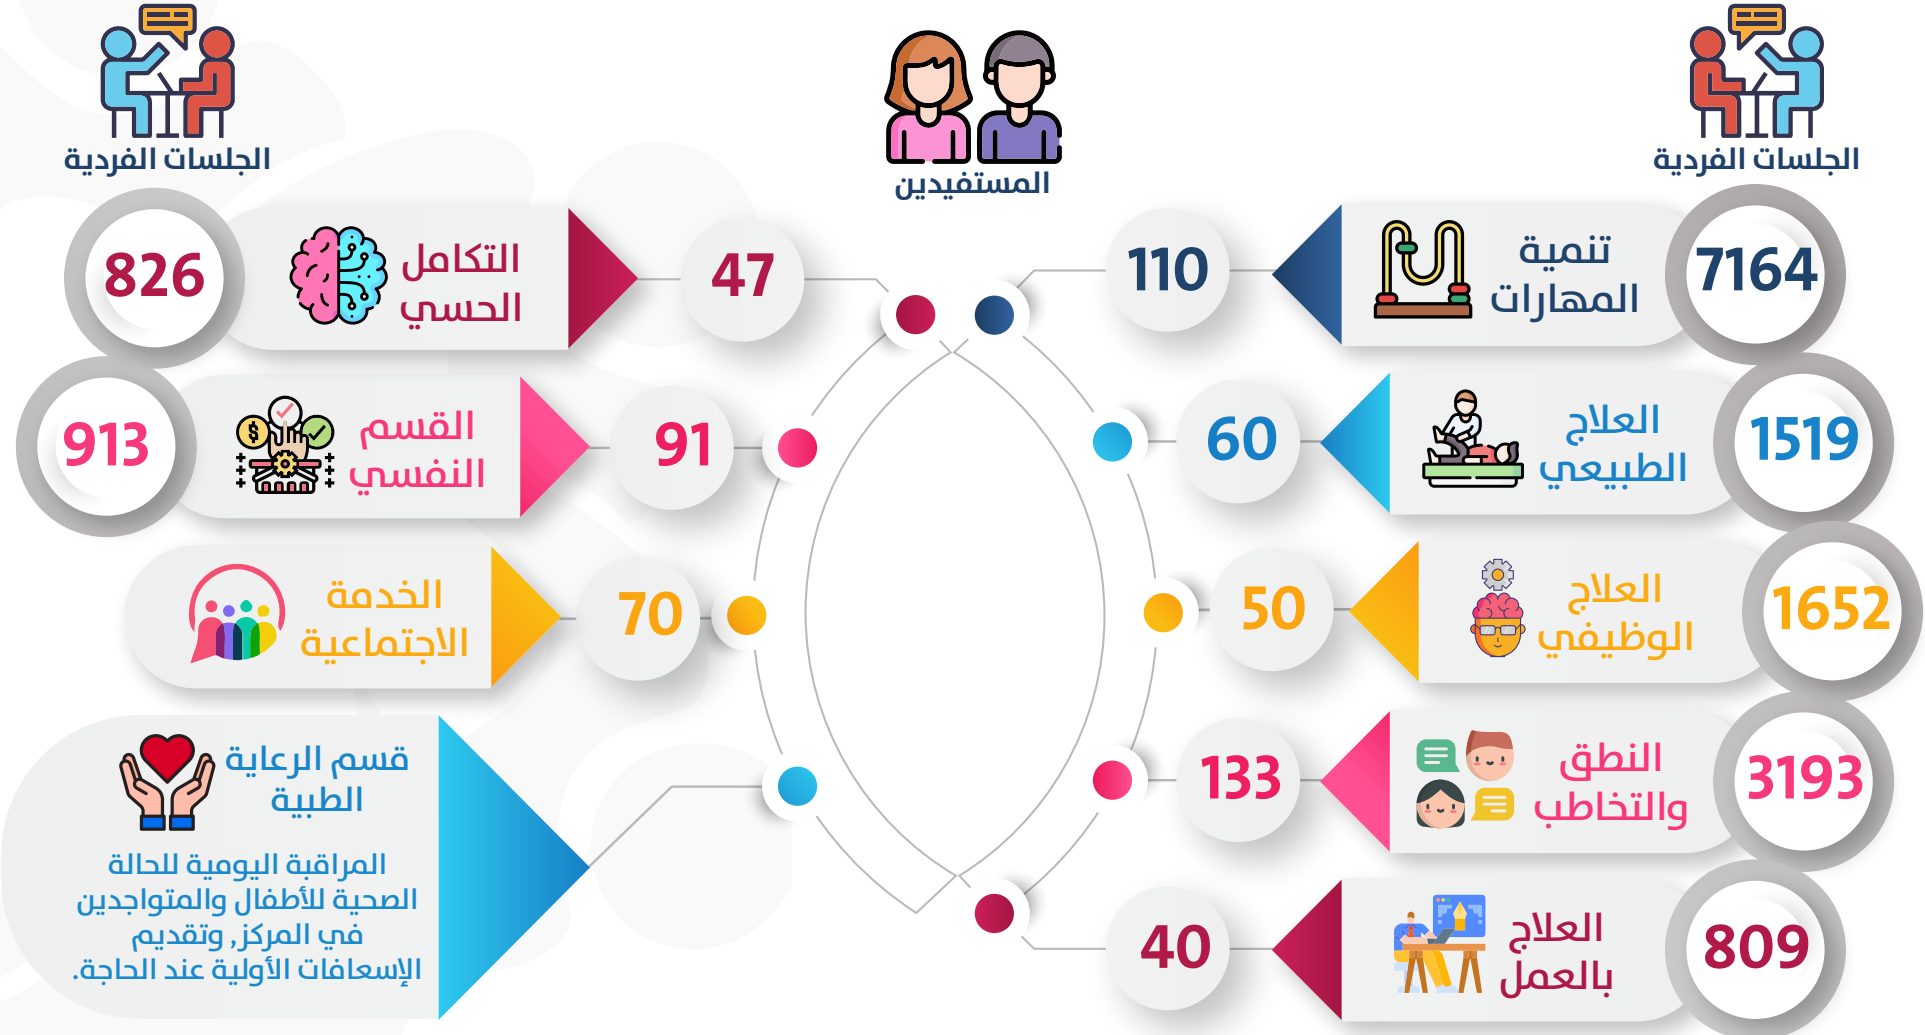 الجلسات الفردية
المستفيدين
الجلسات الفردية
7164
تنمية
المهارات
110
1519
العلاج
الطبيعي
60
1652
العلاج
الوظيفي
50
3193
النطق
والتخاطب
133
809
العلاج
بالعمل
40
47
التكامل
الحسي
826
91
القسم
النفسي
913
70
الخدمة
الاجتماعية
قسم الرعاية
الطبية
المراقبة اليومية للحالة
الصحية للأطفال والمتواجدين
في المركز, وتقديم
الإسعافات الأولية عند الحاجة.